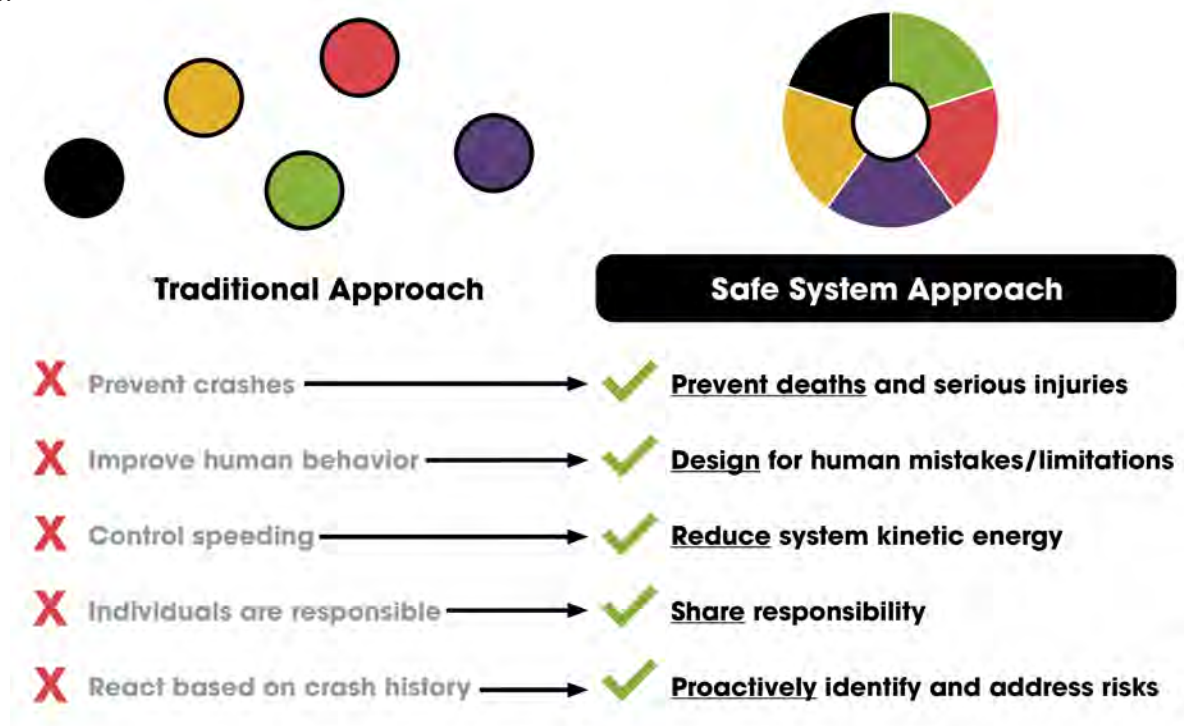 Traditional Approach
Safe System Approach
X Prevent crashes
Prevent deaths and serious injuries
X Improve human behavior
Design for human mistakes/limitations
X Control speeding
Reduce system kinetic energy
X Individuals are responsible
Share responsibility
X React based on crash history
Proactively identify and address risks